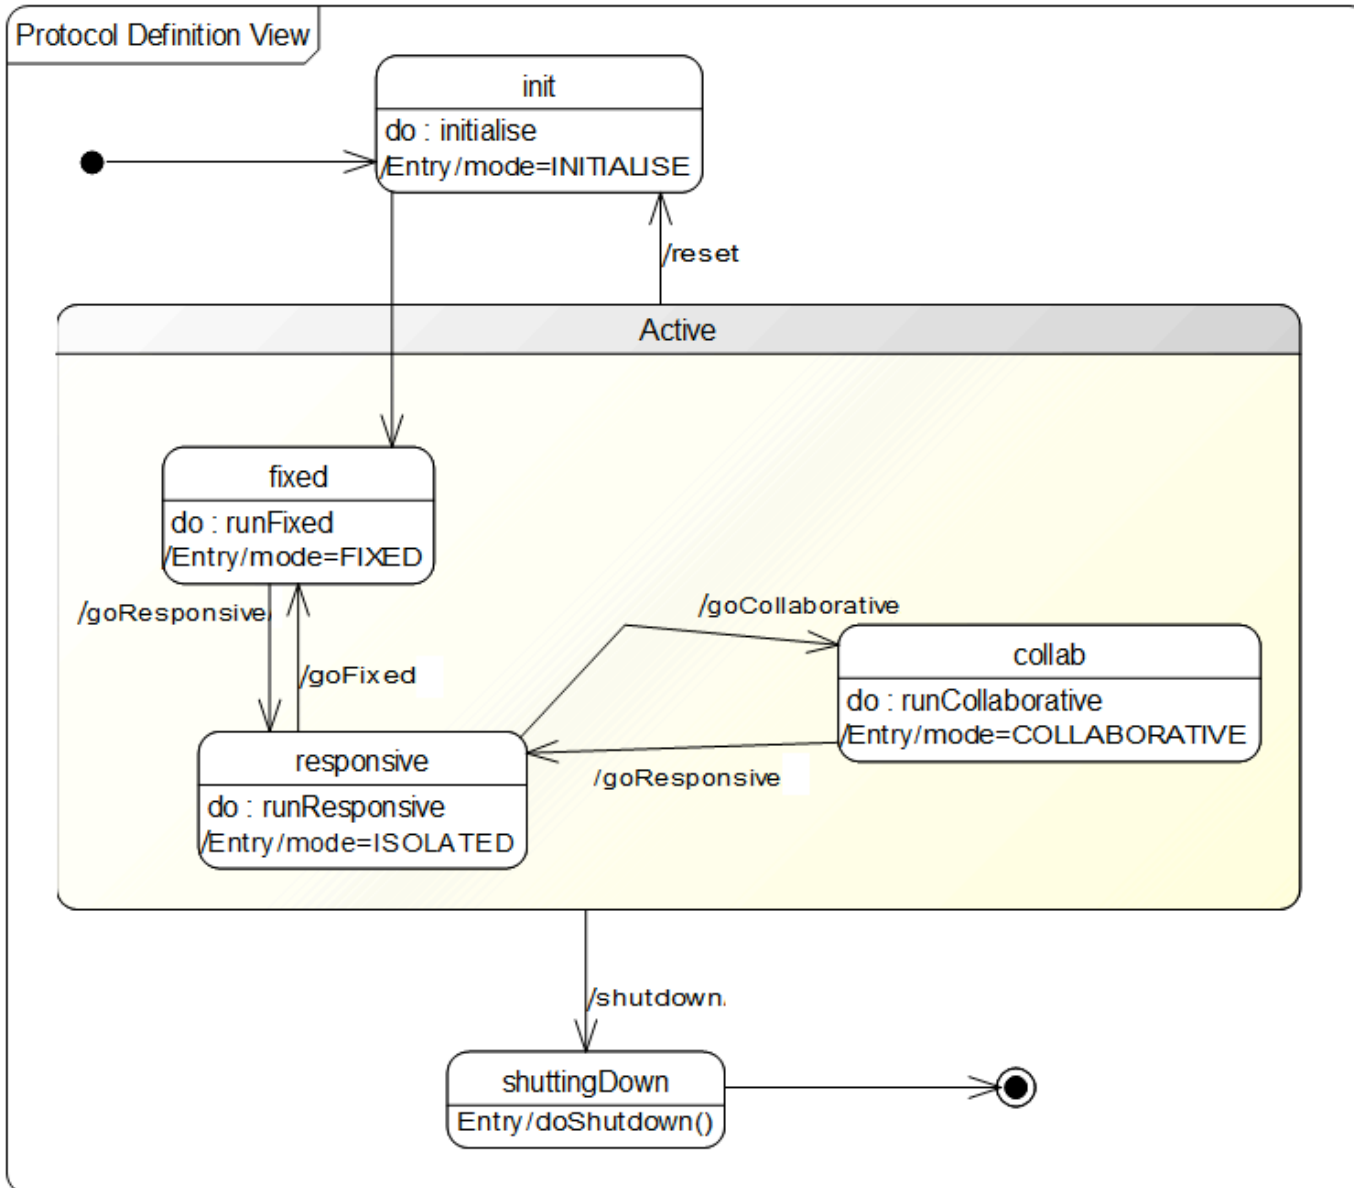 Protocol Definition View
init
do : initialise
/Entry/mode=INITIALISE
/reset
Active
fixed
do : runFixed
/Entry/mode=FIXED
/goResponsive
/goFixed
/goCollaborative
collab
do : runCollaborative
/Entry/mode=COLLABORATIVE
/goResponsive
responsive
do : runResponsive
/Entry/mode=ISOLATED
/shutdown
shuttingDown
Entry/doShutdown()